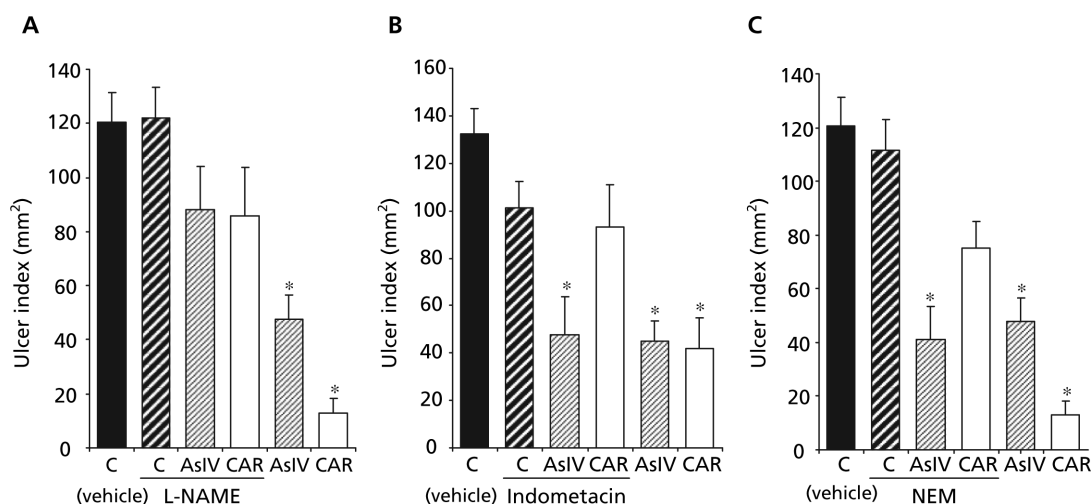 A
Ulcer index (mm²)
140
120
100
80
60
40
20
0
*
*
C C AsIV CAR AsIV CAR
(vehicle) L-NAME
B
Ulcer index (mm²)
160
140
120
100
80
60
40
20
0
*
*
*
C C AsIV CAR AsIV CAR
(vehicle) Indometacin
C
Ulcer index (mm²)
140
120
100
80
60
40
20
0
*
*
*
C C AsIV CAR AsIV CAR
(vehicle) NEM